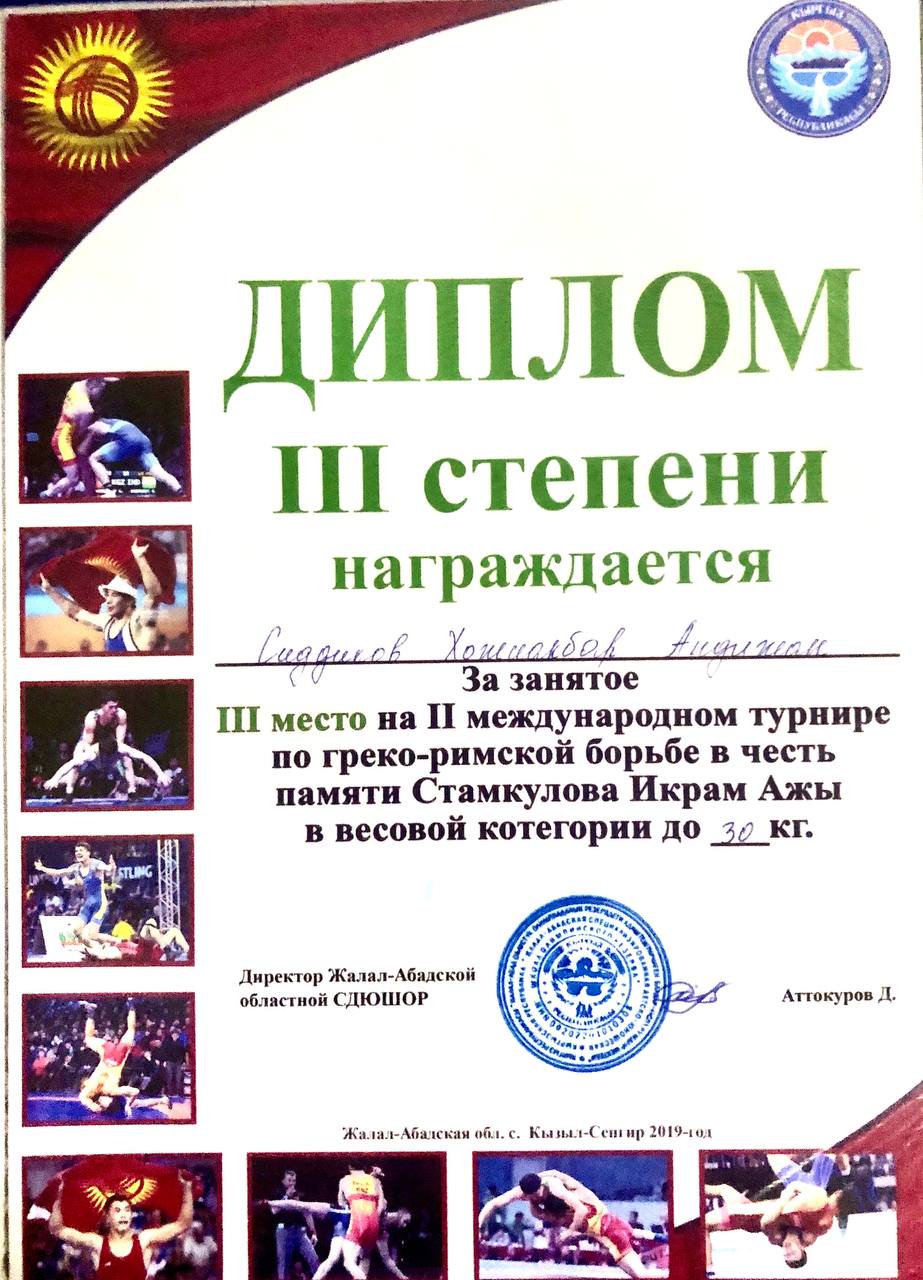 КЫРГЫЗ
РЕСПУБЛИКАСЫ
ДИПЛОМ
III степени
награждается
Сиддиков Хожиакбар Андижан
За занятое
III место на II международном турнире
по греко-римской борьбе в честь
памяти Стамкулова Икрам Ажы
в весовой котегории до 30 кг.
Директор Жалал-Абадской
областной СДЮШОР
Аттокуров Д.
Жалал-Абадская обл. с. Кызыл-Сенгир 2019-год